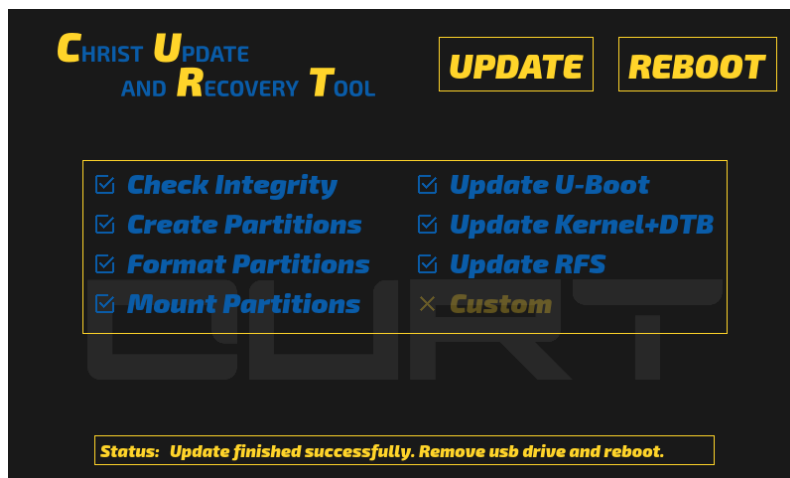 Christ Update
and Recovery Tool
UPDATE
REBOOT
Check Integrity
Create Partitions
Format Partitions
Mount Partitions
Update U-Boot
Update Kernel+DTB
Update RFS
Custom
CURT
Status: Update finished successfully. Remove usb drive and reboot.